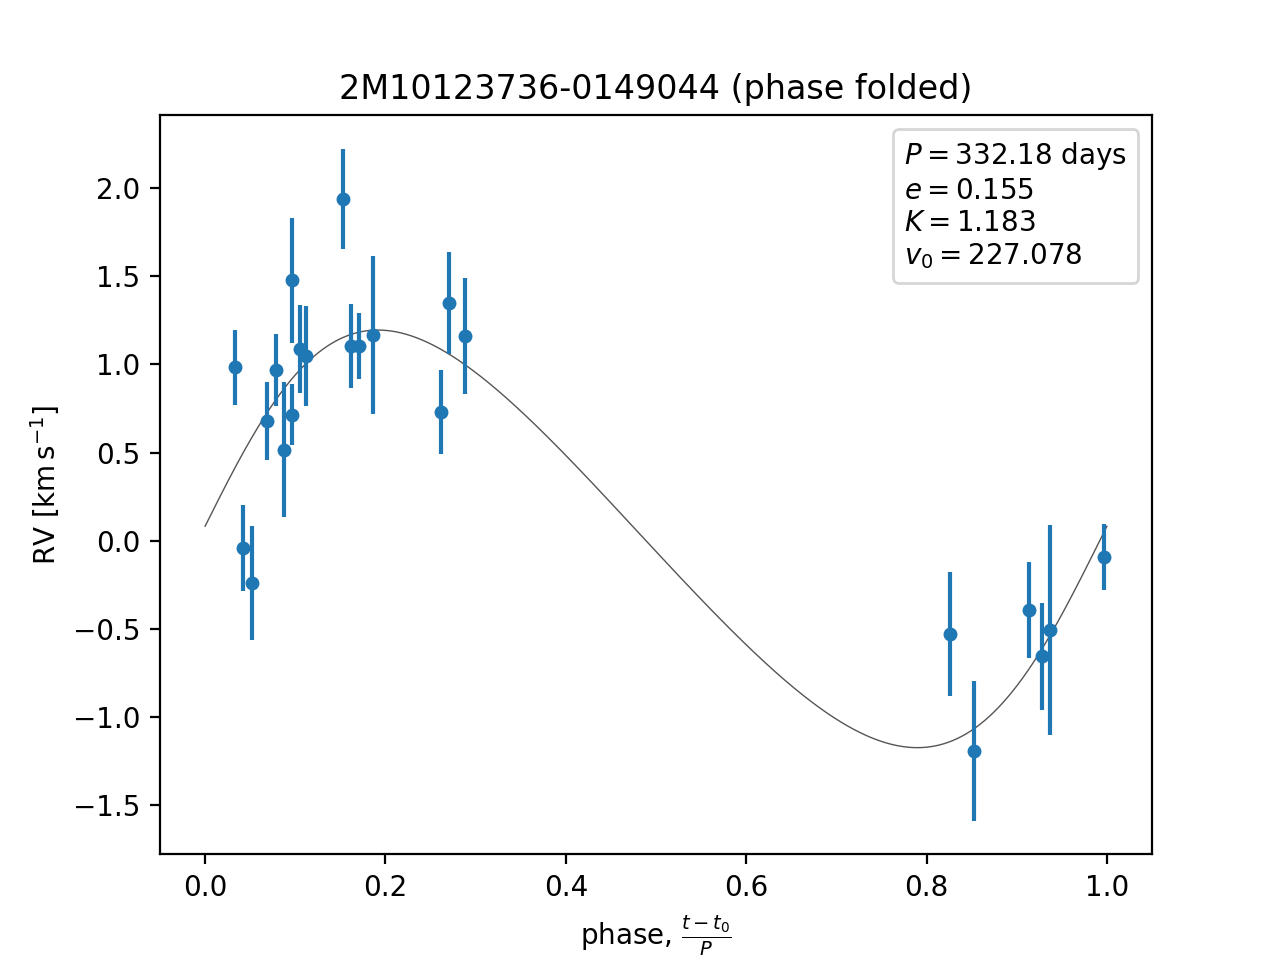 2M10123736-0149044 (phase folded)
P = 332.18 days
e = 0.155
K = 1.183
v₀ = 227.078
RV [km s⁻¹]
2.0
1.5
1.0
0.5
0.0
−0.5
−1.0
−1.5
0.0 0.2 0.4 0.6 0.8 1.0
phase, (t − t₀)/P